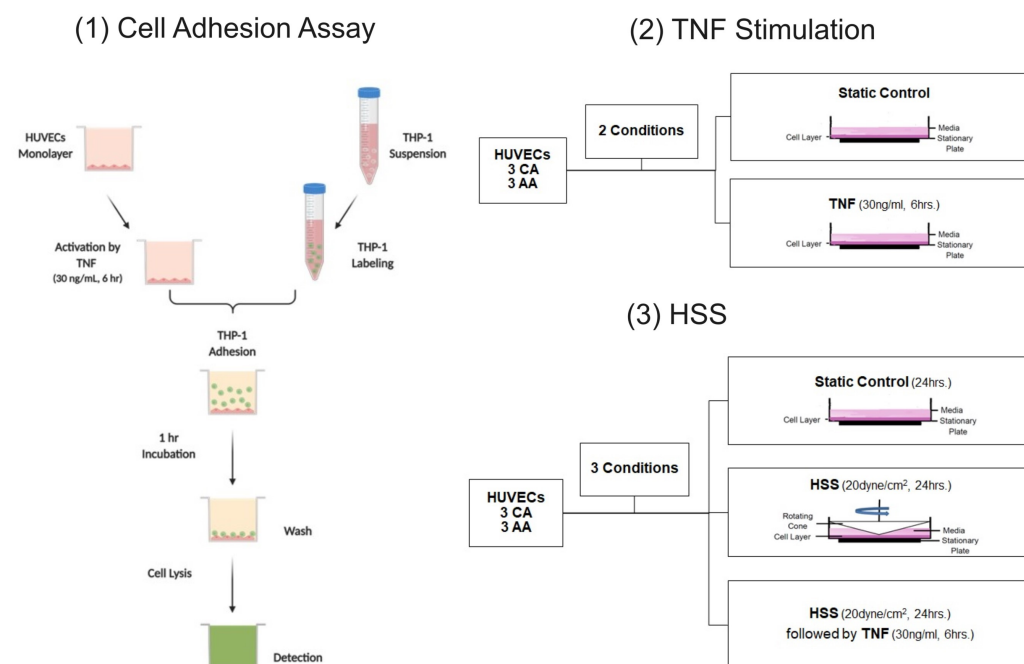 (1) Cell Adhesion Assay
HUVECs
Monolayer
THP-1
Suspension
Activation by
TNF
(30 ng/mL, 6 hr)
THP-1
Labeling
THP-1
Adhesion
1 hr
Incubation
Wash
Cell Lysis
Detection
(2) TNF Stimulation
HUVECs
3 CA
3 AA
2 Conditions
Static Control
Cell Layer
Media
Stationary
Plate
TNF (30ng/ml, 6hrs.)
Cell Layer
Media
Stationary
Plate
(3) HSS
HUVECs
3 CA
3 AA
3 Conditions
Static Control (24hrs.)
Cell Layer
Media
Stationary
Plate
HSS (20dyne/cm², 24hrs.)
Rotating
Cone
Cell Layer
Media
Stationary
Plate
HSS (20dyne/cm², 24hrs.)
followed by TNF (30ng/ml, 6hrs.)